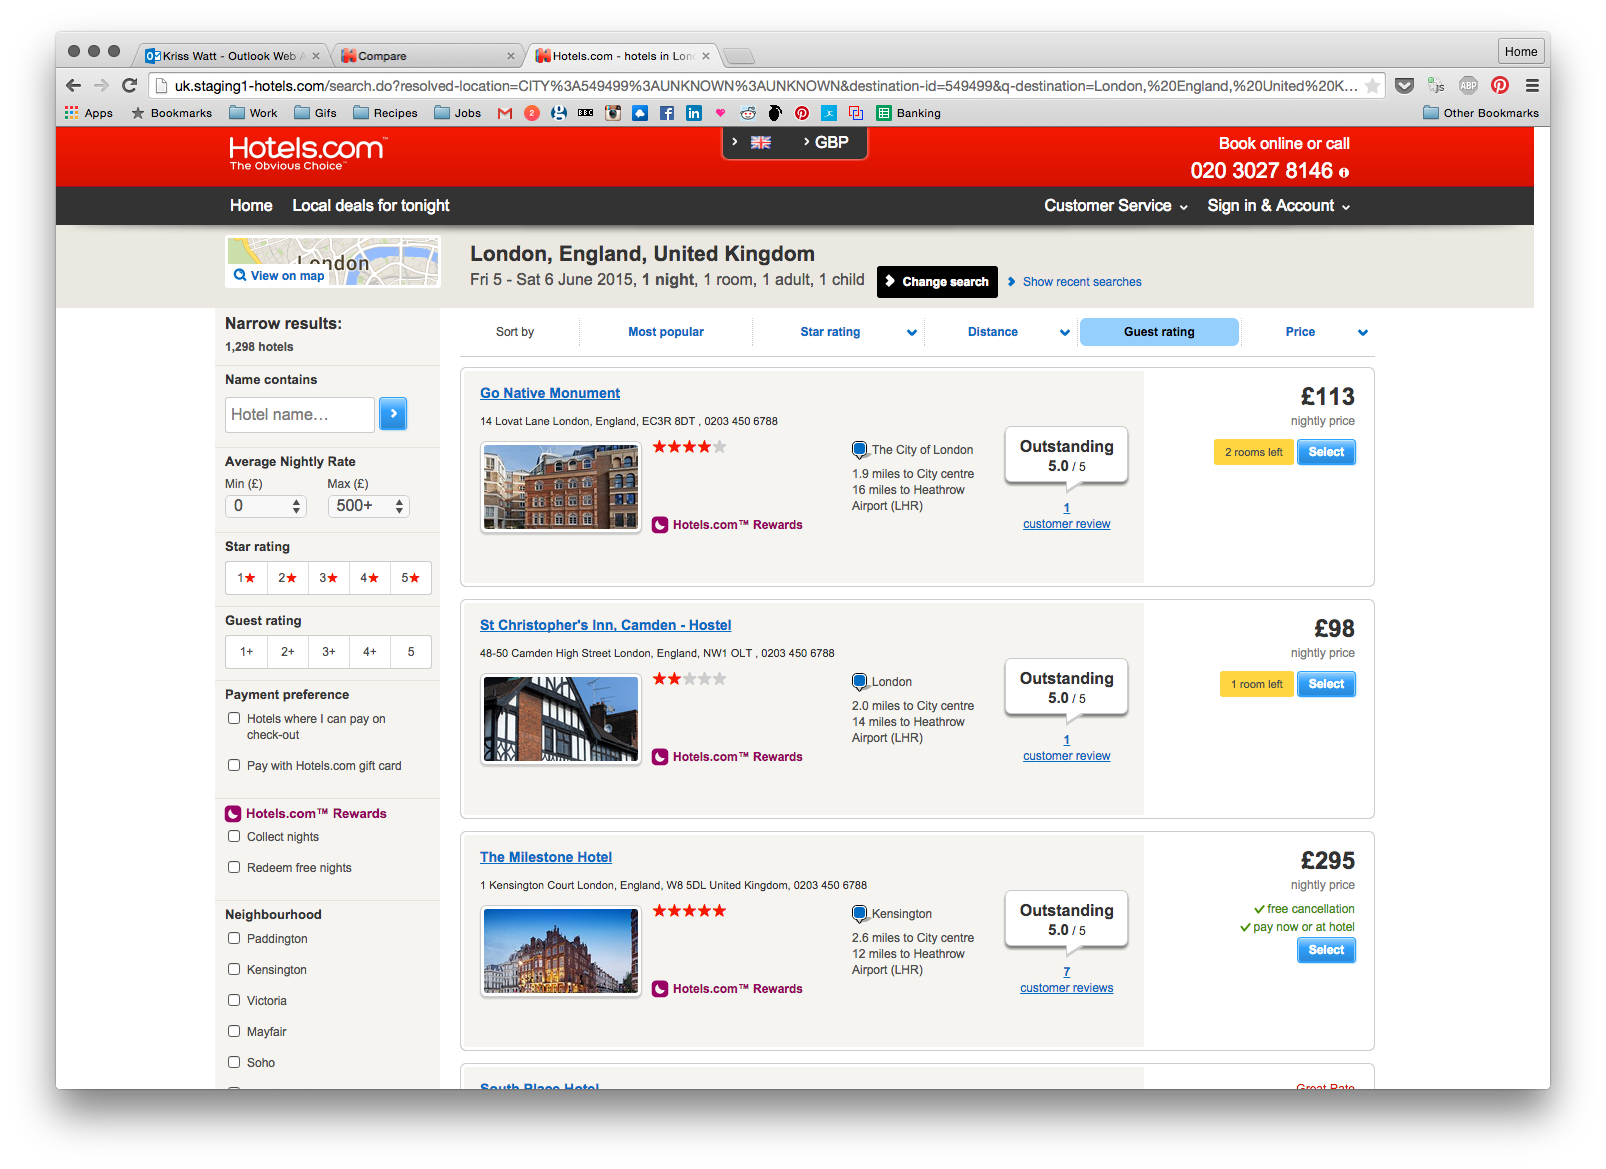 Kriss Watt - Outlook Web A
Compare
Hotels.com - hotels in Lon
Home
uk.staging1-hotels.com/search.do?resolved-location=CITY%3A549499%3AUNKNOWN%3AUNKNOWN&destination-id=549499&q-destination=London,%20England,%20United%20K...
Apps
Bookmarks
Work
Gifs
Recipes
Jobs
2
BBC
Banking
Other Bookmarks
Hotels.com™
The Obvious Choice™
GBP
Book online or call
020 3027 8146
Home
Local deals for tonight
Customer Service
Sign in & Account
London
View on map
London, England, United Kingdom
Fri 5 - Sat 6 June 2015, 1 night, 1 room, 1 adult, 1 child
Change search
Show recent searches
Narrow results:
1,298 hotels
Name contains
Hotel name...
Average Nightly Rate
Min (£)
Max (£)
0
500+
Star rating
1★ 2★ 3★ 4★ 5★
Guest rating
1+ 2+ 3+ 4+ 5
Payment preference
Hotels where I can pay on
check-out
Pay with Hotels.com gift card
Hotels.com™ Rewards
Collect nights
Redeem free nights
Neighbourhood
Paddington
Kensington
Victoria
Mayfair
Soho
Sort by
Most popular
Star rating
Distance
Guest rating
Price
Go Native Monument
14 Lovat Lane London, England, EC3R 8DT , 0203 450 6788
Hotels.com™ Rewards
The City of London
1.9 miles to City centre
16 miles to Heathrow
Airport (LHR)
Outstanding
5.0 / 5
1
customer review
£113
nightly price
2 rooms left
Select
St Christopher's Inn, Camden - Hostel
48-50 Camden High Street London, England, NW1 OLT , 0203 450 6788
Hotels.com™ Rewards
London
2.0 miles to City centre
14 miles to Heathrow
Airport (LHR)
Outstanding
5.0 / 5
1
customer review
£98
nightly price
1 room left
Select
The Milestone Hotel
1 Kensington Court London, England, W8 5DL United Kingdom, 0203 450 6788
Hotels.com™ Rewards
Kensington
2.6 miles to City centre
12 miles to Heathrow
Airport (LHR)
Outstanding
5.0 / 5
7
customer reviews
£295
nightly price
free cancellation
pay now or at hotel
Select
South Place Hotel
Great Rate